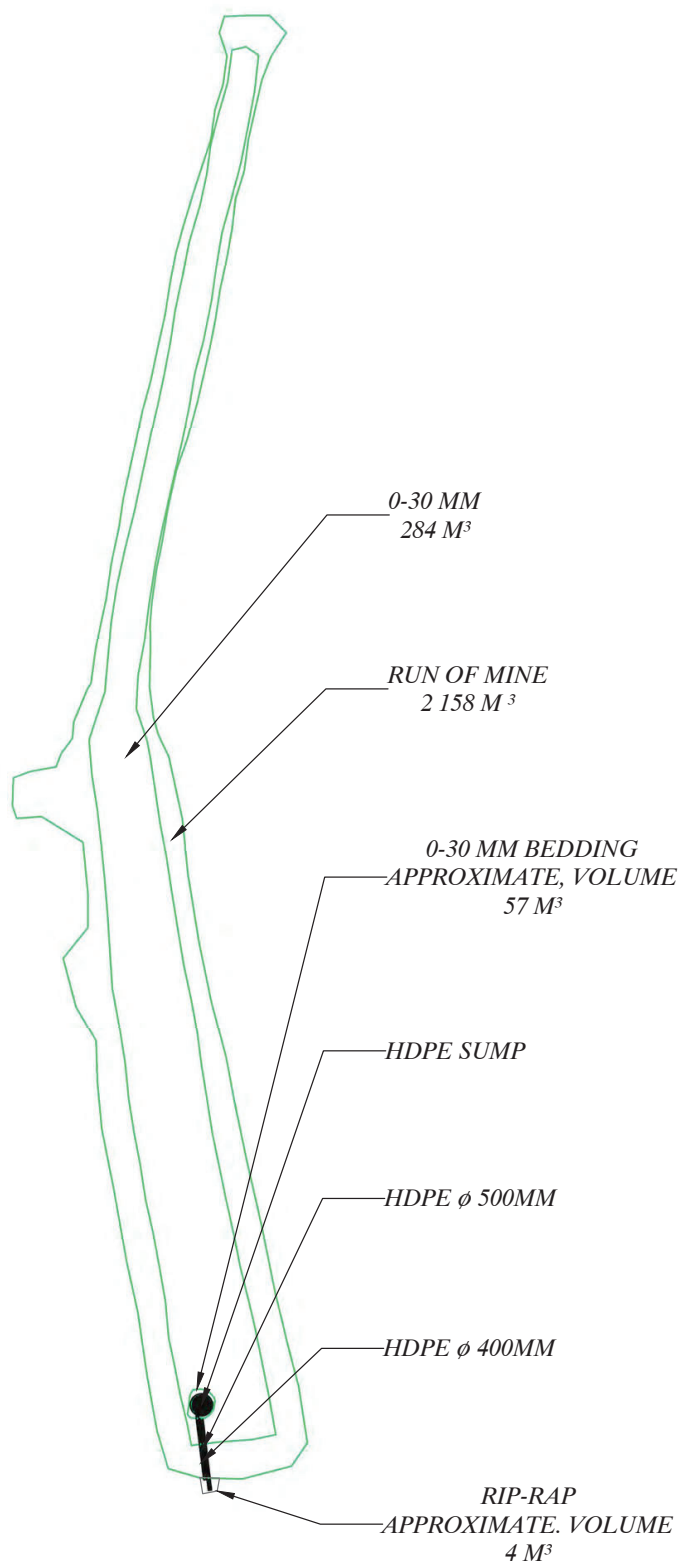 0-30 MM
284 M³
RUN OF MINE
2 158 M ³
0-30 MM BEDDING
APPROXIMATE, VOLUME
57 M³
HDPE SUMP
HDPE ø 500MM
HDPE ø 400MM
RIP-RAP
APPROXIMATE. VOLUME
4 M³